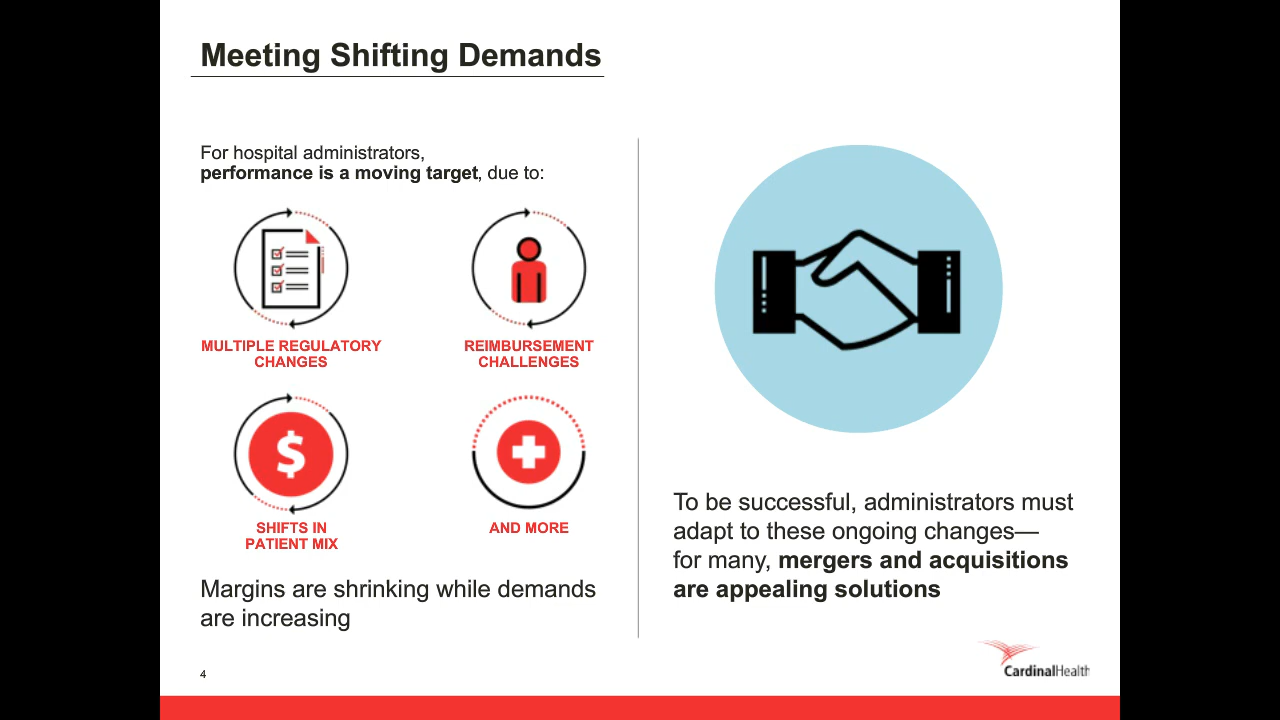 Meeting Shifting Demands
For hospital administrators,
performance is a moving target, due to:
MULTIPLE REGULATORY
CHANGES
REIMBURSEMENT
CHALLENGES
$
SHIFTS IN
PATIENT MIX
AND MORE
Margins are shrinking while demands
are increasing
To be successful, administrators must
adapt to these ongoing changes—
for many, mergers and acquisitions
are appealing solutions
4
CardinalHealth